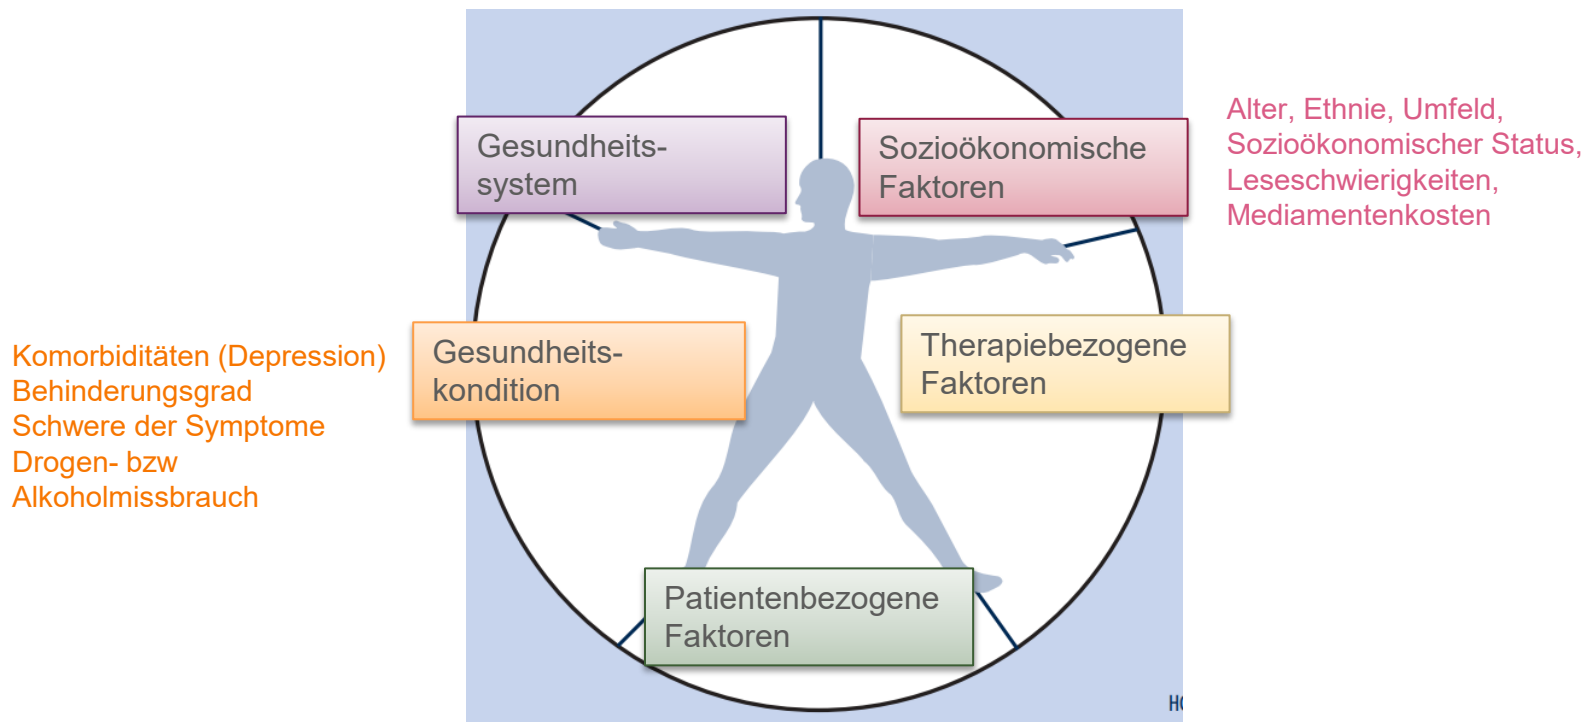 Gesundheits-
system
Sozioökonomische
Faktoren
Alter, Ethnie, Umfeld,
Sozioökonomischer Status,
Leseschwierigkeiten,
Mediamentenkosten
Komorbiditäten (Depression)
Behinderungsgrad
Schwere der Symptome
Drogen- bzw
Alkoholmissbrauch
Gesundheits-
kondition
Therapiebezogene
Faktoren
Patientenbezogene
Faktoren